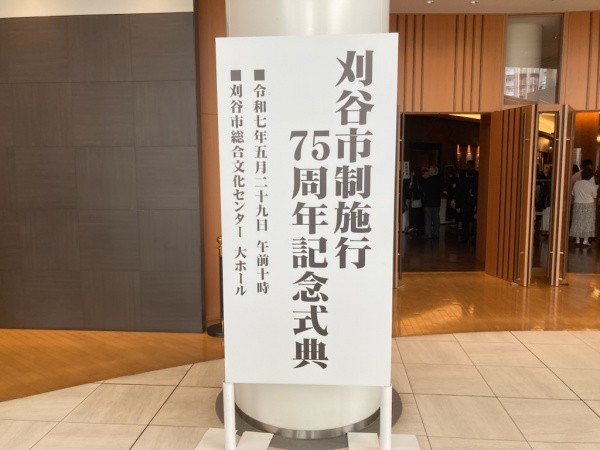 刈谷市制施行
75周年記念式典
■令和七年五月二十九日 午前十時
■刈谷市総合文化センター 大ホール